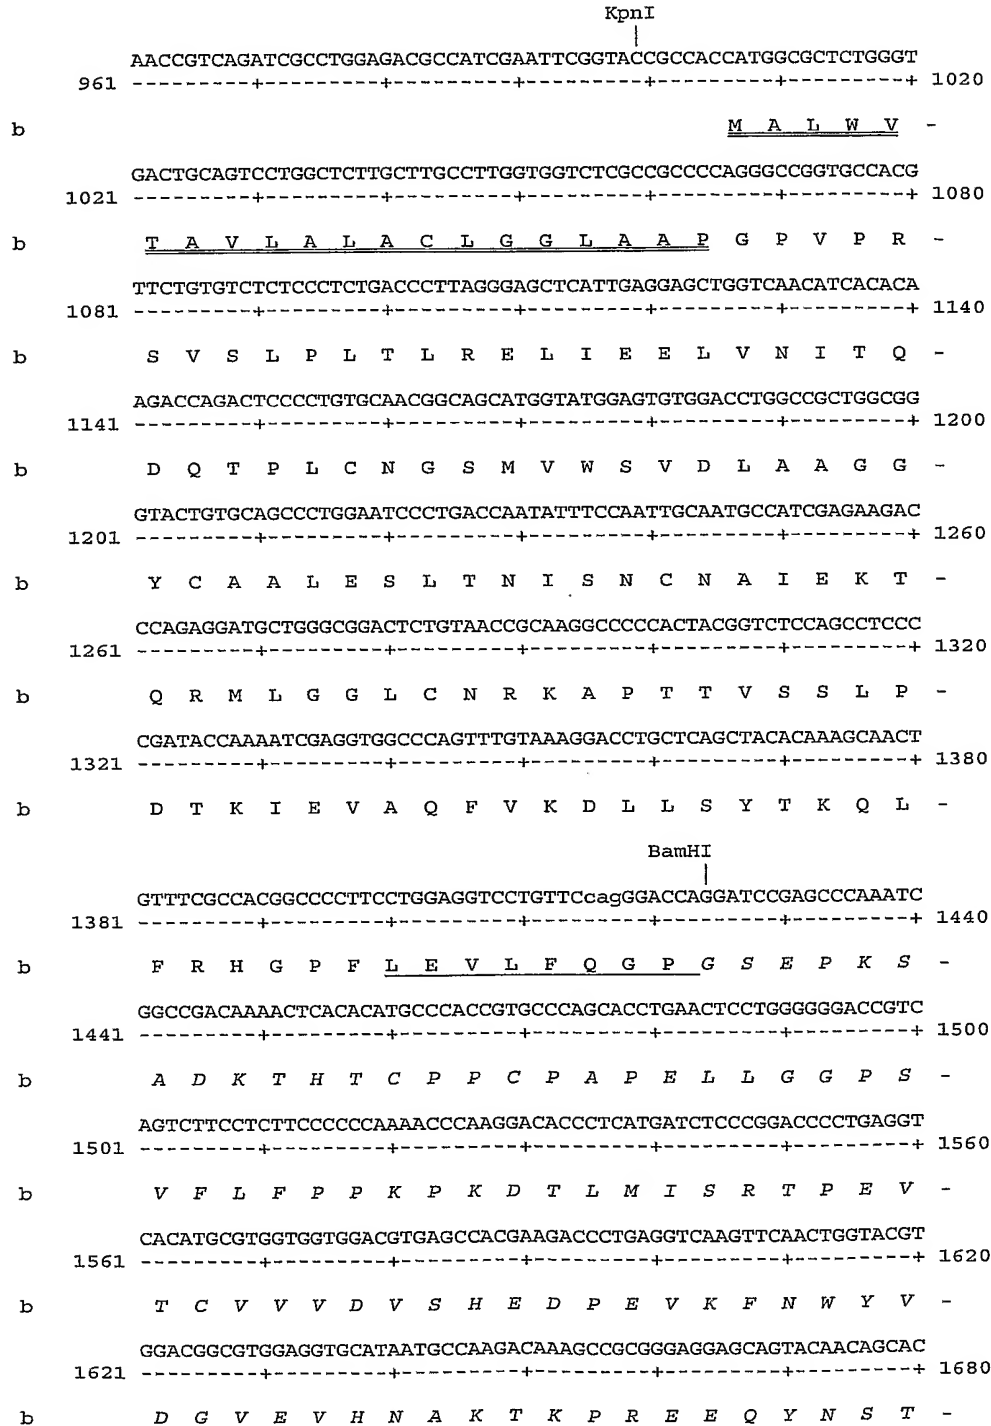 KpnI
AACCGTCAGATCGCCTGGAGACGCCATCGAATTCGGTACCGCCACCATGGCGCTCTGGGT
961 ---------+---------+---------+---------+---------+---------+ 1020
b M A L W V -
GACTGCAGTCCTGGCTCTTGCTTGCCTTGGTGGTCTCGCCGCCCCAGGGCCGGTGCCACG
1021 ---------+---------+---------+---------+---------+---------+ 1080
b T A V L A L A C L G G L A A P G P V P R -
TTCTGTGTCTCTCCCTCTGACCCTTAGGGAGCTCATTGAGGAGCTGGTCAACATCACACA
1081 ---------+---------+---------+---------+---------+---------+ 1140
b S V S L P L T L R E L I E E L V N I T Q -
AGACCAGACTCCCCTGTGCAACGGCAGCATGGTATGGAGTGTGGACCTGGCCGCTGGCGG
1141 ---------+---------+---------+---------+---------+---------+ 1200
b D Q T P L C N G S M V W S V D L A A G G -
GTACTGTGCAGCCCTGGAATCCCTGACCAATATTTCCAATTGCAATGCCATCGAGAAGAC
1201 ---------+---------+---------+---------+---------+---------+ 1260
b Y C A A L E S L T N I S N C N A I E K T -
CCAGAGGATGCTGGGCGGACTCTGTAACCGCAAGGCCCCCACTACGGTCTCCAGCCTCCC
1261 ---------+---------+---------+---------+---------+---------+ 1320
b Q R M L G G L C N R K A P T T V S S L P -
CGATACCAAAATCGAGGTGGCCCAGTTTGTAAAGGACCTGCTCAGCTACACAAAGCAACT
1321 ---------+---------+---------+---------+---------+---------+ 1380
b D T K I E V A Q F V K D L L S Y T K Q L -
BamHI
GTTTCGCCACGGCCCCTTCCTGGAGGTCCTGTTCcagGGACCAGGATCCGAGCCCAAATC
1381 ---------+---------+---------+---------+---------+---------+ 1440
b F R H G P F L E V L F Q G P G S E P K S -
GGCCGACAAAACTCACACATGCCCACCGTGCCCAGCACCTGAACTCCTGGGGGGACCGTC
1441 ---------+---------+---------+---------+---------+---------+ 1500
b A D K T H T C P P C P A P E L L G G P S -
AGTCTTCCTCTTCCCCCCAAAACCCAAGGACACCCTCATGATCTCCCGGACCCCTGAGGT
1501 ---------+---------+---------+---------+---------+---------+ 1560
b V F L F P P K P K D T L M I S R T P E V -
CACATGCGTGGTGGTGGACGTGAGCCACGAAGACCCTGAGGTCAAGTTCAACTGGTACGT
1561 ---------+---------+---------+---------+---------+---------+ 1620
b T C V V V D V S H E D P E V K F N W Y V -
GGACGGCGTGGAGGTGCATAATGCCAAGACAAAGCCGCGGGAGGAGCAGTACAACAGCAC
1621 ---------+---------+---------+---------+---------+---------+ 1680
b D G V E V H N A K T K P R E E Q Y N S T -